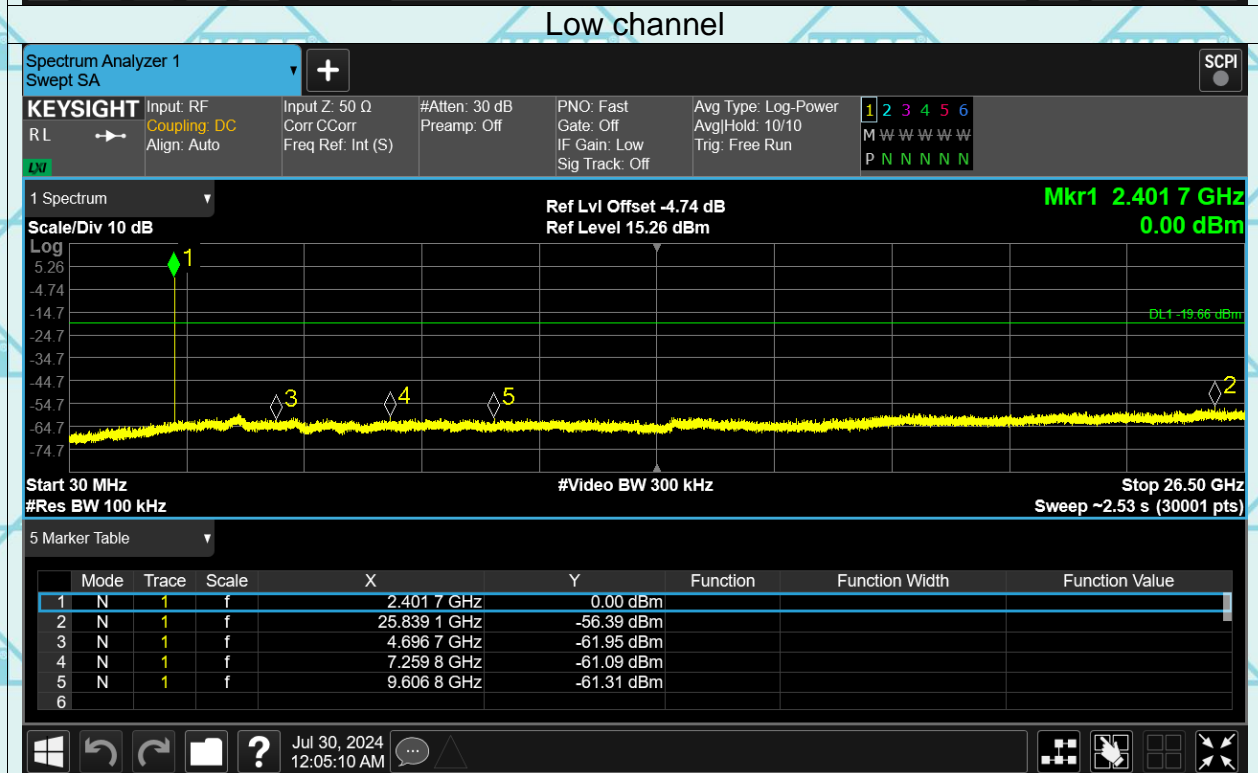 Low channel
Spectrum Analyzer 1
Swept SA
SCPI
KEYSIGHT Input: RF Input Z: 50 Ω #Atten: 30 dB PNO: Fast Avg Type: Log-Power 1 2 3 4 5 6
R L Coupling: DC Corr CCorr Preamp: Off Gate: Off Avg|Hold: 10/10 M W W W W W
Align: Auto Freq Ref: Int (S) IF Gain: Low Trig: Free Run P N N N N N
LXI Sig Track: Off
1 Spectrum Ref Lvl Offset -4.74 dB Mkr1 2.401 7 GHz
Scale/Div 10 dB Ref Level 15.26 dBm 0.00 dBm
Log
1
5.26
-4.74
-14.7 DL1 -19.66 dBm
-24.7
-34.7
-44.7
3 4 5 2
-54.7
-64.7
-74.7
Start 30 MHz #Video BW 300 kHz Stop 26.50 GHz
#Res BW 100 kHz Sweep ~2.53 s (30001 pts)
5 Marker Table
Mode Trace Scale X Y Function Function Width Function Value
1 N 1 f 2.401 7 GHz 0.00 dBm
2 N 1 f 25.839 1 GHz -56.39 dBm
3 N 1 f 4.696 7 GHz -61.95 dBm
4 N 1 f 7.259 8 GHz -61.09 dBm
5 N 1 f 9.606 8 GHz -61.31 dBm
6
? Jul 30, 2024
12:05:10 AM